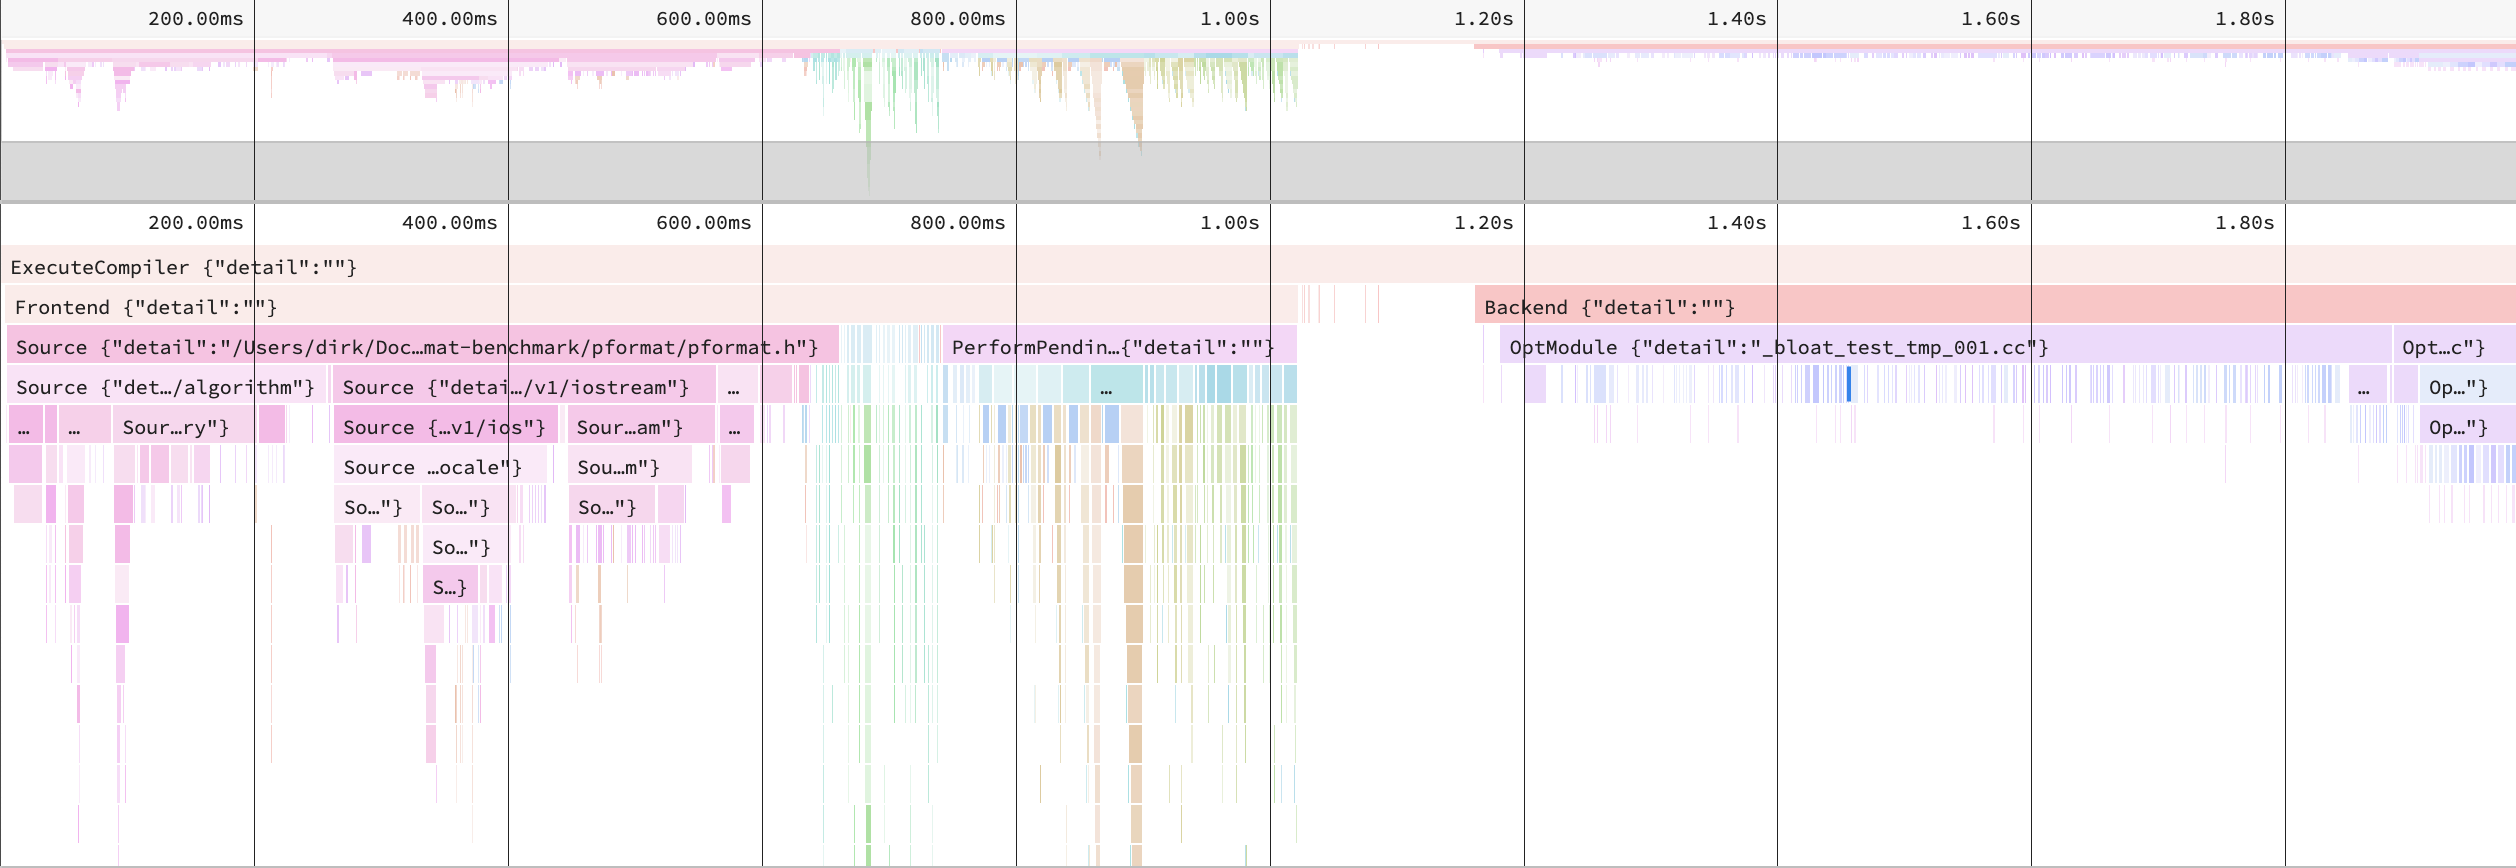 200.00ms 400.00ms 600.00ms 800.00ms 1.00s 1.20s 1.40s 1.60s 1.80s
200.00ms 400.00ms 600.00ms 800.00ms 1.00s 1.20s 1.40s 1.60s 1.80s
ExecuteCompiler {"detail":""}
Frontend {"detail":""} Backend {"detail":""}
Source {"detail":"/Users/dirk/Doc…mat-benchmark/pformat/pformat.h"} PerformPendin…{"detail":""} OptModule {"detail":"_bloat_test_tmp_001.cc"} Opt…c"}
Source {"det…/algorithm"} Source {"detai…/v1/iostream"} … … … Op…"}
… … Sour…ry"} Source {…v1/ios"} Sour…am"} … Op…"}
Source …ocale"} Sou…m"}
So…"} So…"} So…"}
So…"}
S…}